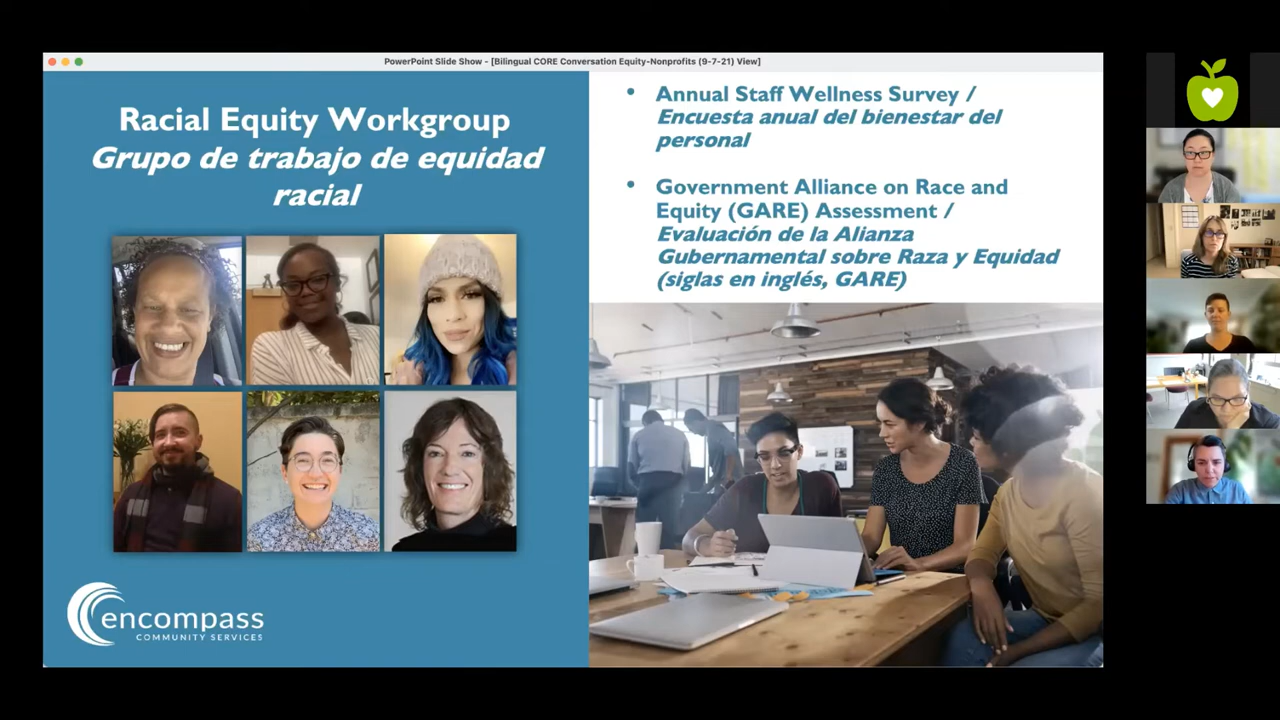 PowerPoint Slide Show - [Bilingual CORE Conversation Equity-Nonprofits (9-7-21) View]
Racial Equity Workgroup
Grupo de trabajo de equidad
racial
encompass
COMMUNITY SERVICES
• Annual Staff Wellness Survey /
Encuesta anual del bienestar del
personal
• Government Alliance on Race and
Equity (GARE) Assessment /
Evaluación de la Alianza
Gubernamental sobre Raza y Equidad
(siglas en inglés, GARE)